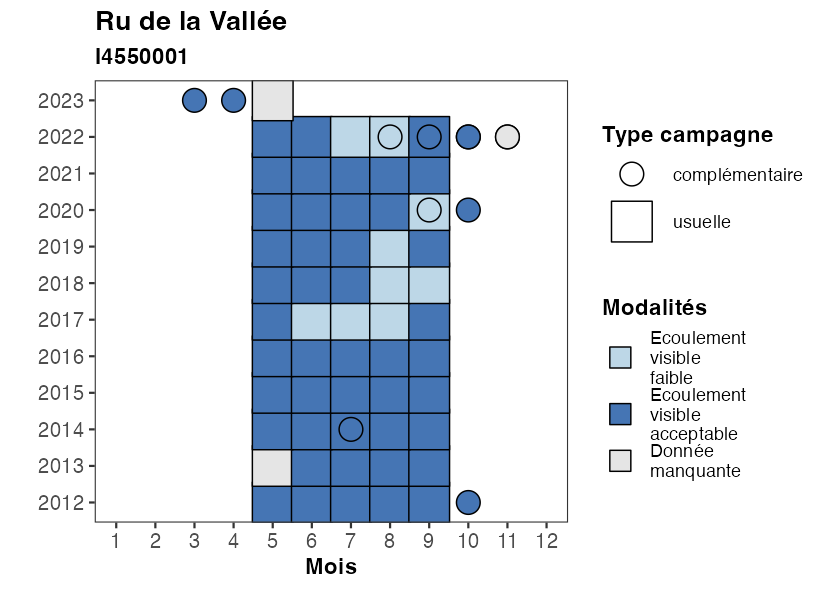 Ru de la Vallée
I4550001
2023
2022
2021
2020
2019
2018
2017
2016
2015
2014
2013
2012
1 2 3 4 5 6 7 8 9 10 11 12
Mois
Type campagne
complémentaire
usuelle
Modalités
Ecoulement
visible
faible
Ecoulement
visible
acceptable
Donnée
manquante